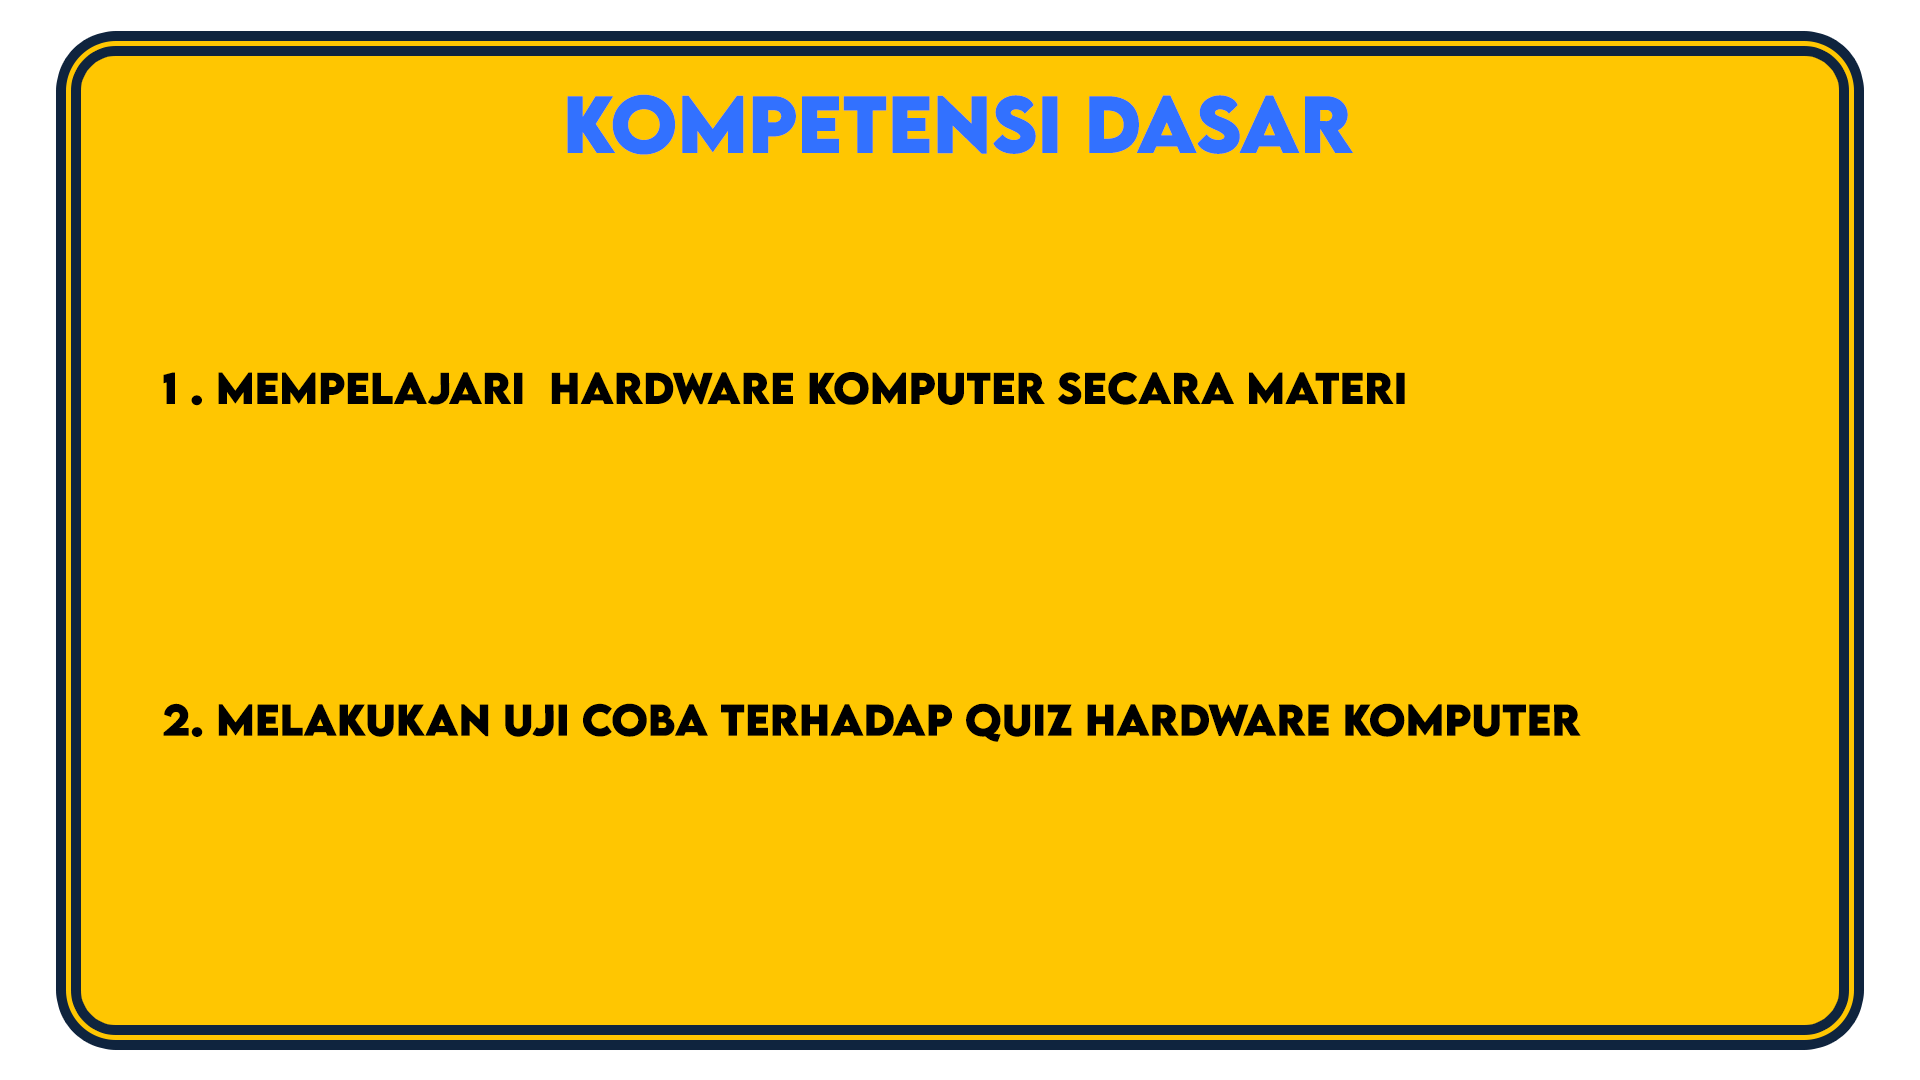 KOMPETENSI DASAR
1 . MEMPELAJARI  HARDWARE KOMPUTER SECARA MATERI
2. MELAKUKAN UJI COBA TERHADAP QUIZ HARDWARE KOMPUTER